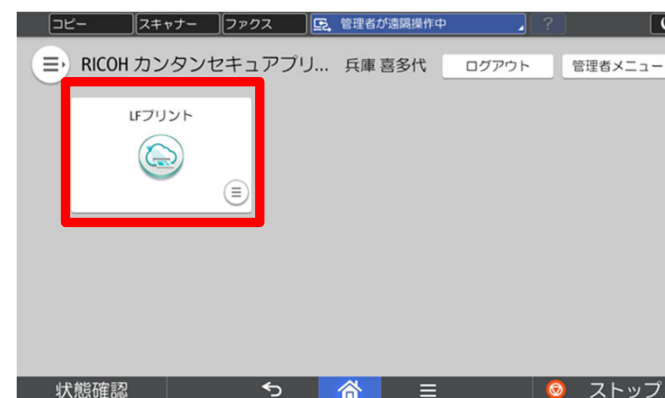 コピー スキャナー ファクス 管理者が遠隔操作中 ?
RICOH カンタンセキュアプリ... 兵庫 喜多代 ログアウト 管理者メニュー
LFプリント
状態確認 ストップ